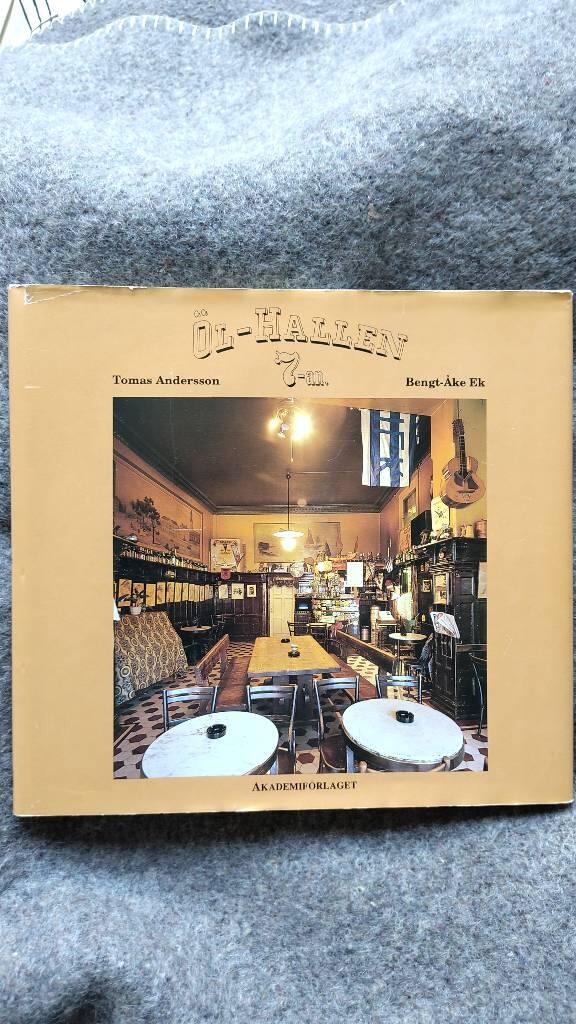 ÖL-HALLEN
7-an.
Tomas Andersson
Bengt-Åke Ek
AKADEMIFÖRLAGET